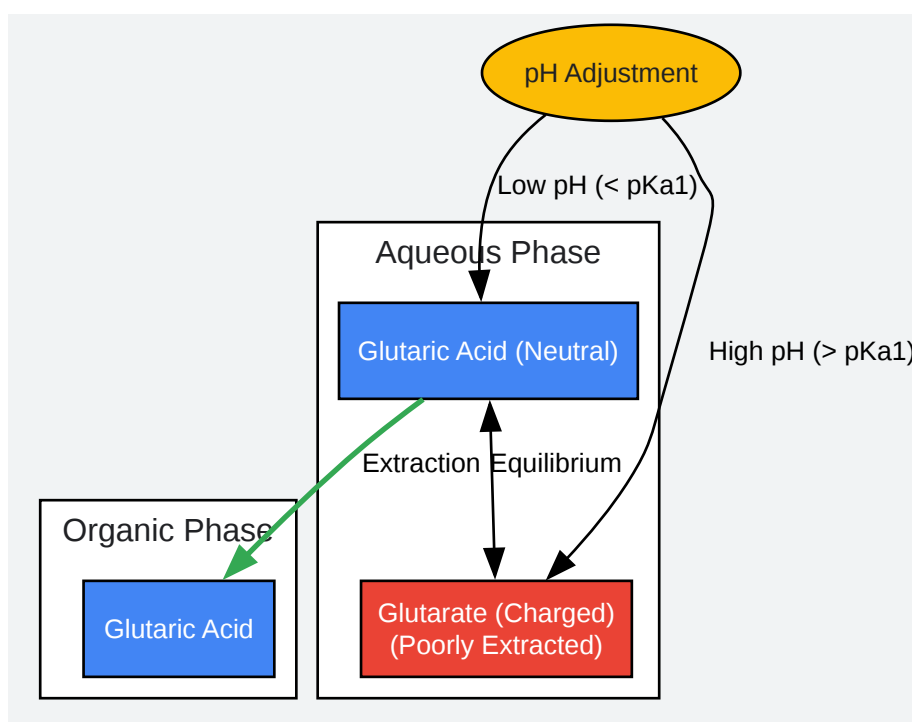 pH Adjustment
Low pH (< pKa1)
Aqueous Phase
Glutaric Acid (Neutral)
High pH (> pKa1)
Extraction
Equilibrium
Organic Phase
Glutaric Acid
Glutarate (Charged)
(Poorly Extracted)